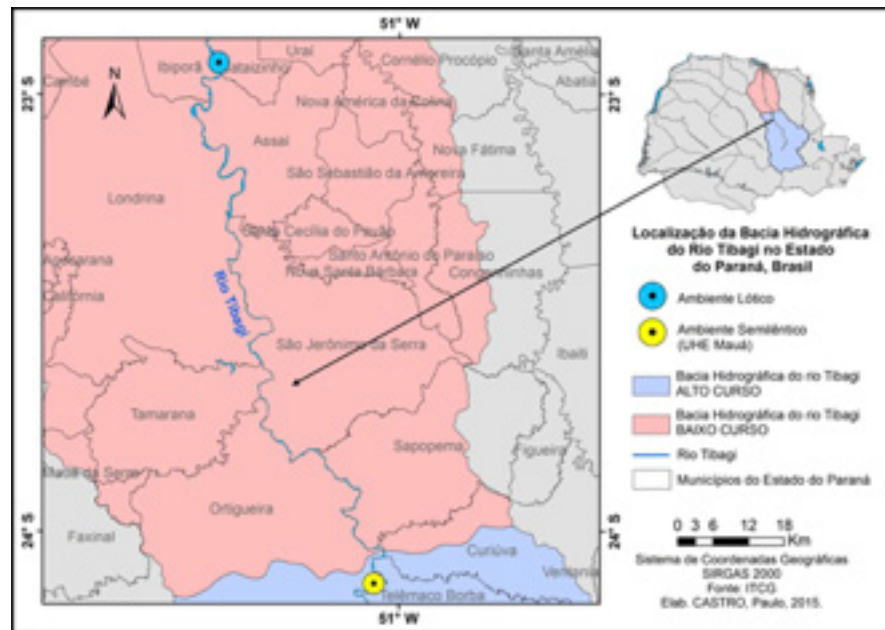 51° W
23° S
Ibiporã
Jataizinho
Uraí
Cornélio Procópio
Santa Amélia
Abatiá
Cambé
N
Nova América da Colina
Assaí
Nova Fátima
São Sebastião da Amoreira
Londrina
Santa Cecília do Pavão
Santo Antônio do Paraíso
Nova Santa Bárbara
Congonhinhas
Apucarana
Califórnia
Rio Tibagi
São Jerônimo da Serra
Ibaiti
Tamarana
Sapopema
Figueira
Mauá da Serra
Ortigueira
Faxinal
24° S
Curiúva
Ventania
Telêmaco Borba
51° W
23° S
24° S
Localização da Bacia Hidrográfica
do Rio Tibagi no Estado
do Paraná, Brasil
Ambiente Lótico
Ambiente Semilêntico
(UHE Mauá)
Bacia Hidrográfica do rio Tibagi
ALTO CURSO
Bacia Hidrográfica do rio Tibagi
BAIXO CURSO
Rio Tibagi
Municípios do Estado do Paraná
0 3 6 12 18
Km
Sistema de Coordenadas Geográficas
SIRGAS 2000
Fonte: ITCG
Elab. CASTRO, Paulo, 2015.